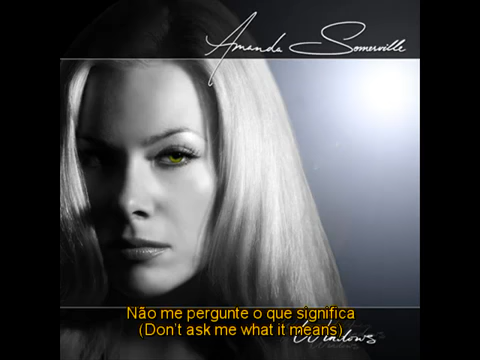 Amanda Somerville
Não me pergunte o que significa
(Don't ask me what it means)
Windows